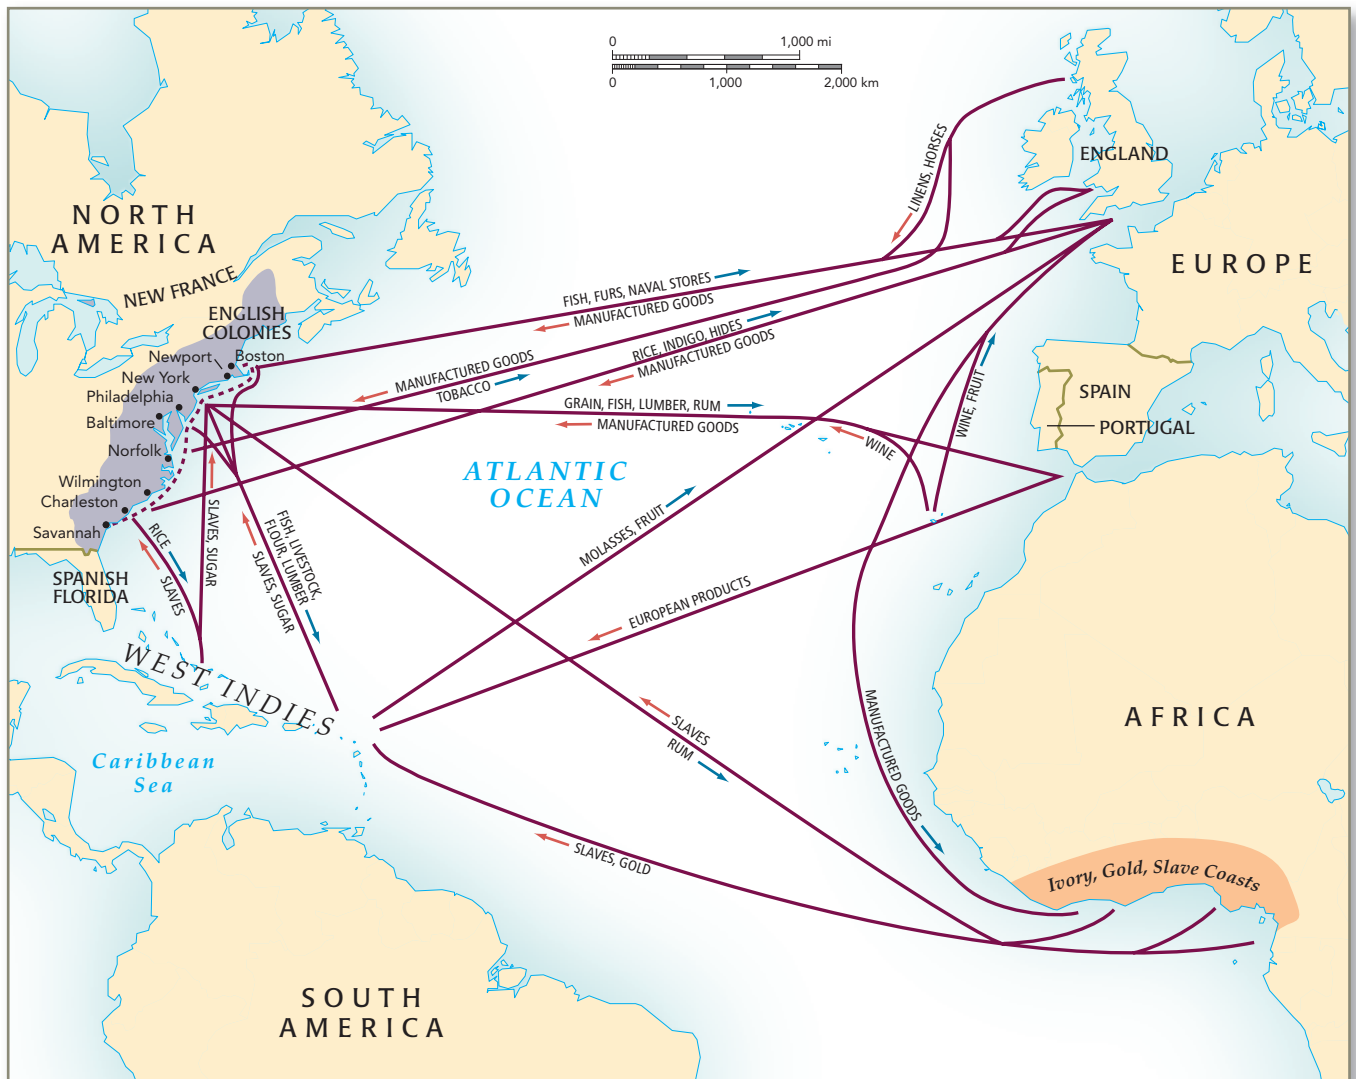 0 1,000 mi
0 1,000 2,000 km
LINENS, HORSES
ENGLAND
NORTH
AMERICA
EUROPE
NEW FRANCE
ENGLISH
COLONIES
FISH, FURS, NAVAL STORES
MANUFACTURED GOODS
RICE, INDIGO, HIDES
MANUFACTURED GOODS
MANUFACTURED GOODS
TOBACCO
Newport
Boston
New York
Philadelphia
Baltimore
Norfolk
Wilmington
Charleston
Savannah
GRAIN, FISH, LUMBER, RUM
MANUFACTURED GOODS
WINE
WINE, FRUIT
SPAIN
PORTUGAL
ATLANTIC
OCEAN
MOLASSES, FRUIT
EUROPEAN PRODUCTS
RICE
SLAVES
SLAVES, SUGAR
FISH, LIVESTOCK,
FLOUR, LUMBER
SLAVES, SUGAR
SPANISH
FLORIDA
WEST INDIES
Caribbean
Sea
SLAVES
RUM
MANUFACTURED GOODS
AFRICA
SLAVES, GOLD
Ivory, Gold, Slave Coasts
SOUTH
AMERICA